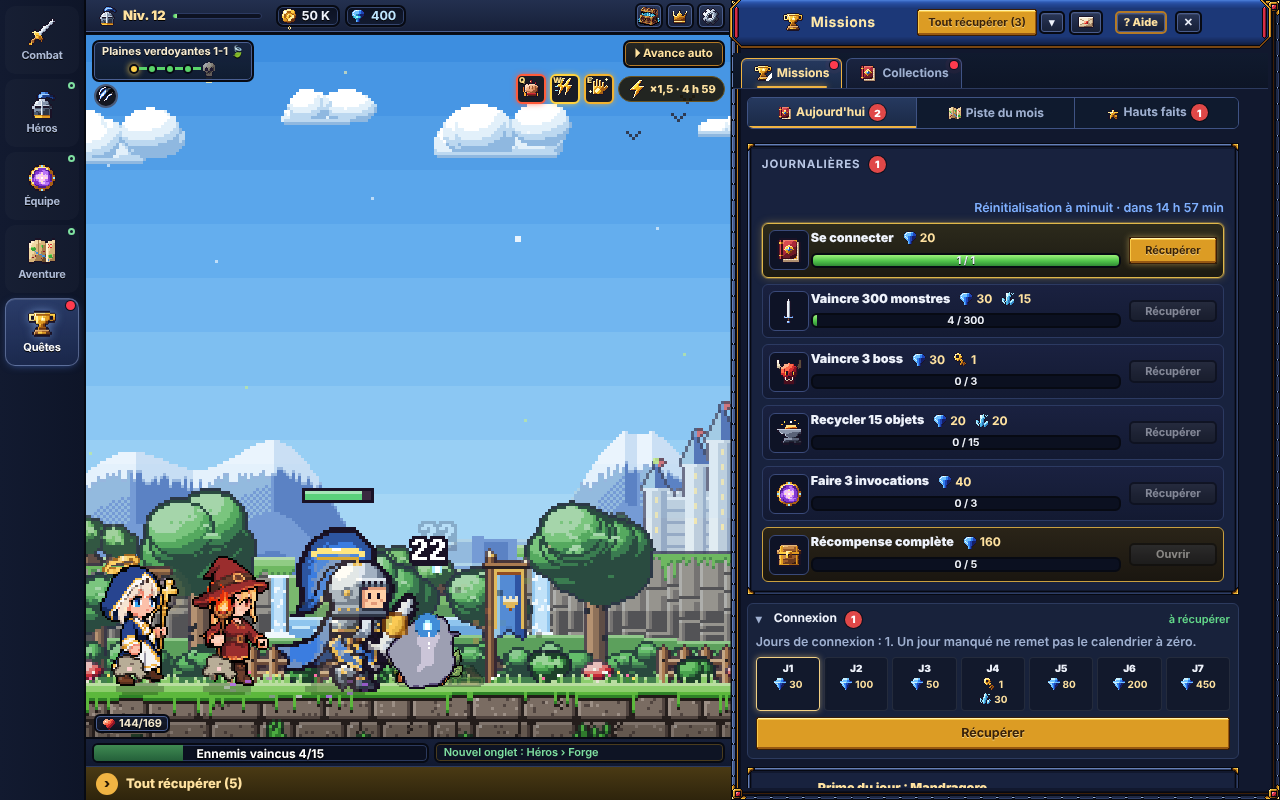 Niv. 12
50 K
400
Missions
Tout récupérer (3)
▼
? Aide
✕
Combat
Héros
Équipe
Aventure
Quêtes
Plaines verdoyantes 1-1
Avance auto
Q
W
E
×1,5 · 4 h 59
Missions
Collections
Aujourd'hui 2
Piste du mois
Hauts faits 1
JOURNALIÈRES 1
Réinitialisation à minuit · dans 14 h 57 min
Se connecter 20
1 / 1
Récupérer
Vaincre 300 monstres 30 15
4 / 300
Récupérer
Vaincre 3 boss 30 1
0 / 3
Récupérer
Recycler 15 objets 20 20
0 / 15
Récupérer
Faire 3 invocations 40
0 / 3
Récupérer
Récompense complète 160
0 / 5
Ouvrir
22
22
144/169
Ennemis vaincus 4/15
Nouvel onglet : Héros › Forge
Tout récupérer (5)
▼ Connexion 1
à récupérer
Jours de connexion : 1. Un jour manqué ne remet pas le calendrier à zéro.
J1
30
J2
100
J3
50
J4
1
30
J5
80
J6
200
J7
450
Récupérer
Prime du jour : Mandragore